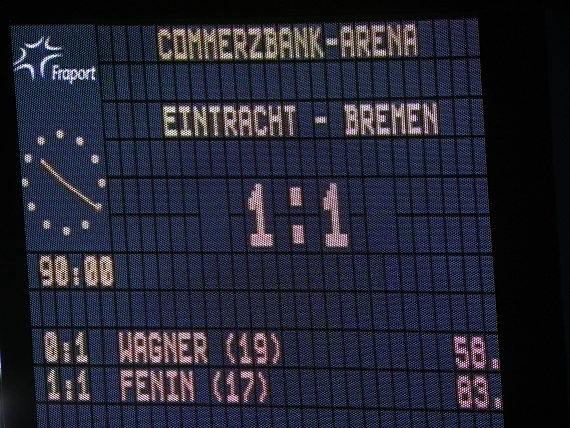 Fraport
COMMERZBANK-ARENA
EINTRACHT - BREMEN
1:1
90:00
0:1 WAGNER (19) 58.
1:1 FENIN (17) 83.